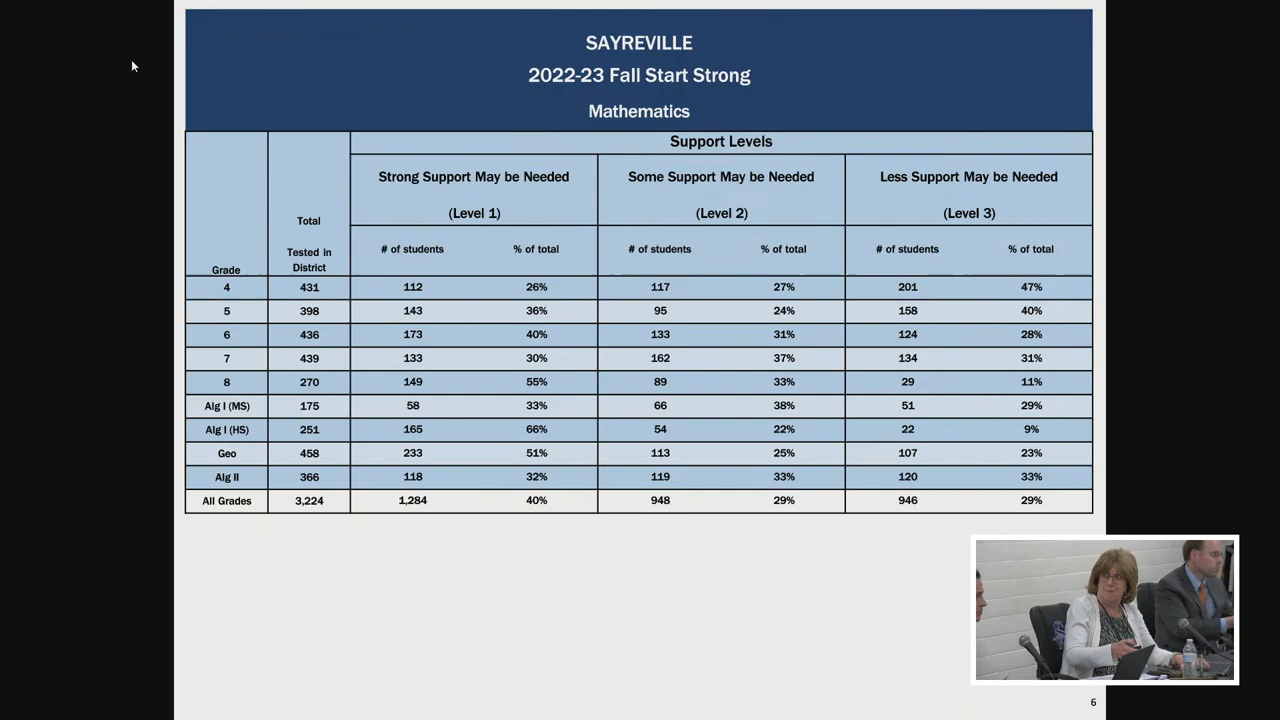 SAYREVILLE
2022-23 Fall Start Strong
Mathematics
Support Levels
Strong Support May be Needed
(Level 1)
Some Support May be Needed
(Level 2)
Less Support May be Needed
(Level 3)
Grade
Total
Tested in
District
# of students % of total # of students % of total # of students % of total
4 431 112 26% 117 27% 201 47%
5 398 143 36% 95 24% 158 40%
6 436 173 40% 133 31% 124 28%
7 439 133 30% 162 37% 134 31%
8 270 149 55% 89 33% 29 11%
Alg I (MS) 175 58 33% 66 38% 51 29%
Alg I (HS) 251 165 66% 54 22% 22 9%
Geo 458 233 51% 113 25% 107 23%
Alg II 366 118 32% 119 33% 120 33%
All Grades 3,224 1,284 40% 948 29% 946 29%
6